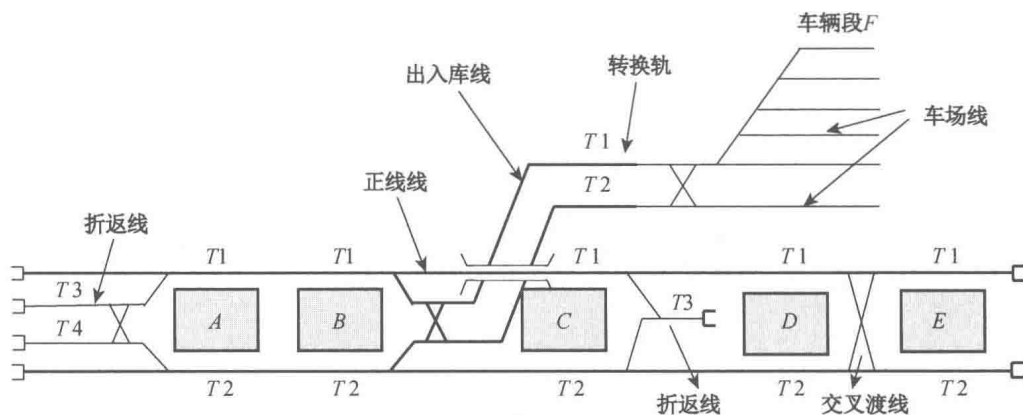 车辆段F
出入库线
转换轨
车场线
T1
T2
正线线
折返线
T1 T1 T1 T1 T1
T3
T4
A B C T3 D E
T2 T2 T2 T2 T2
折返线 交叉渡线